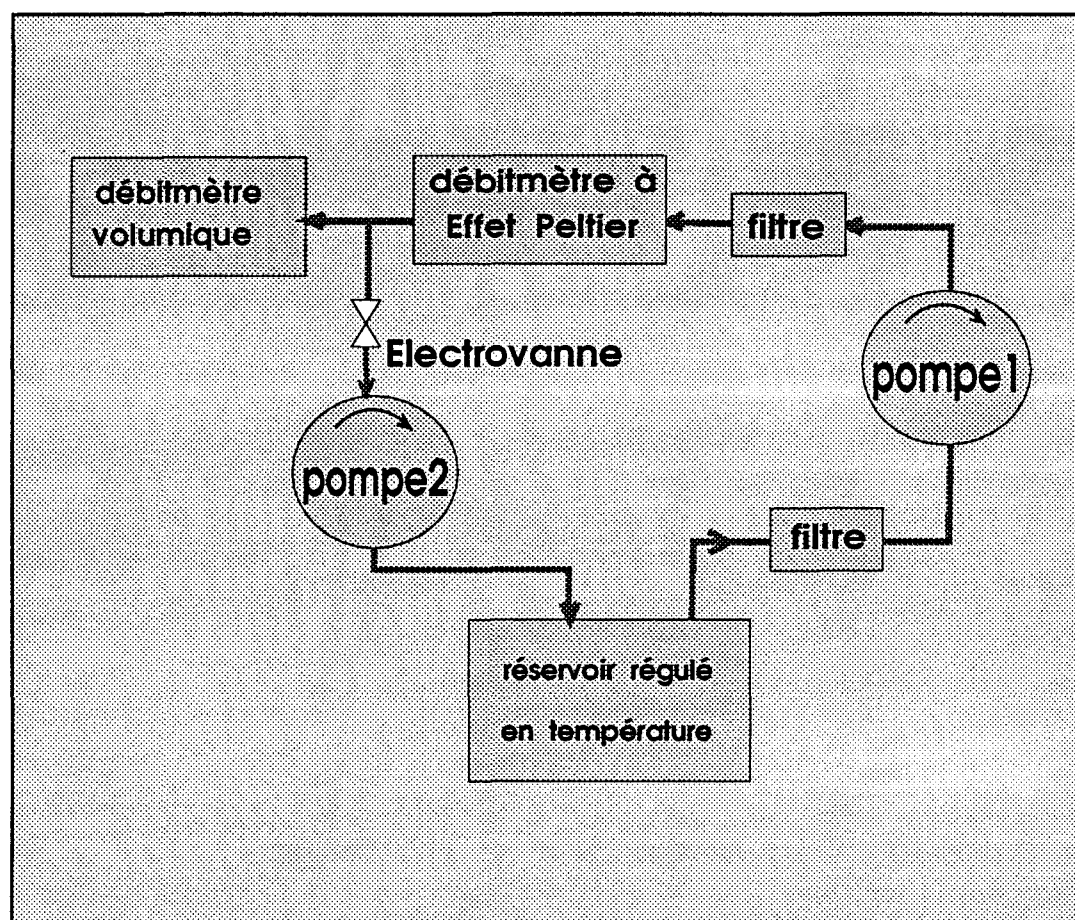 débitmètre
volumique
débitmètre à
Effet Peltier
filtre
pompe1
Electrovanne
pompe2
filtre
réservoir régulé
en température